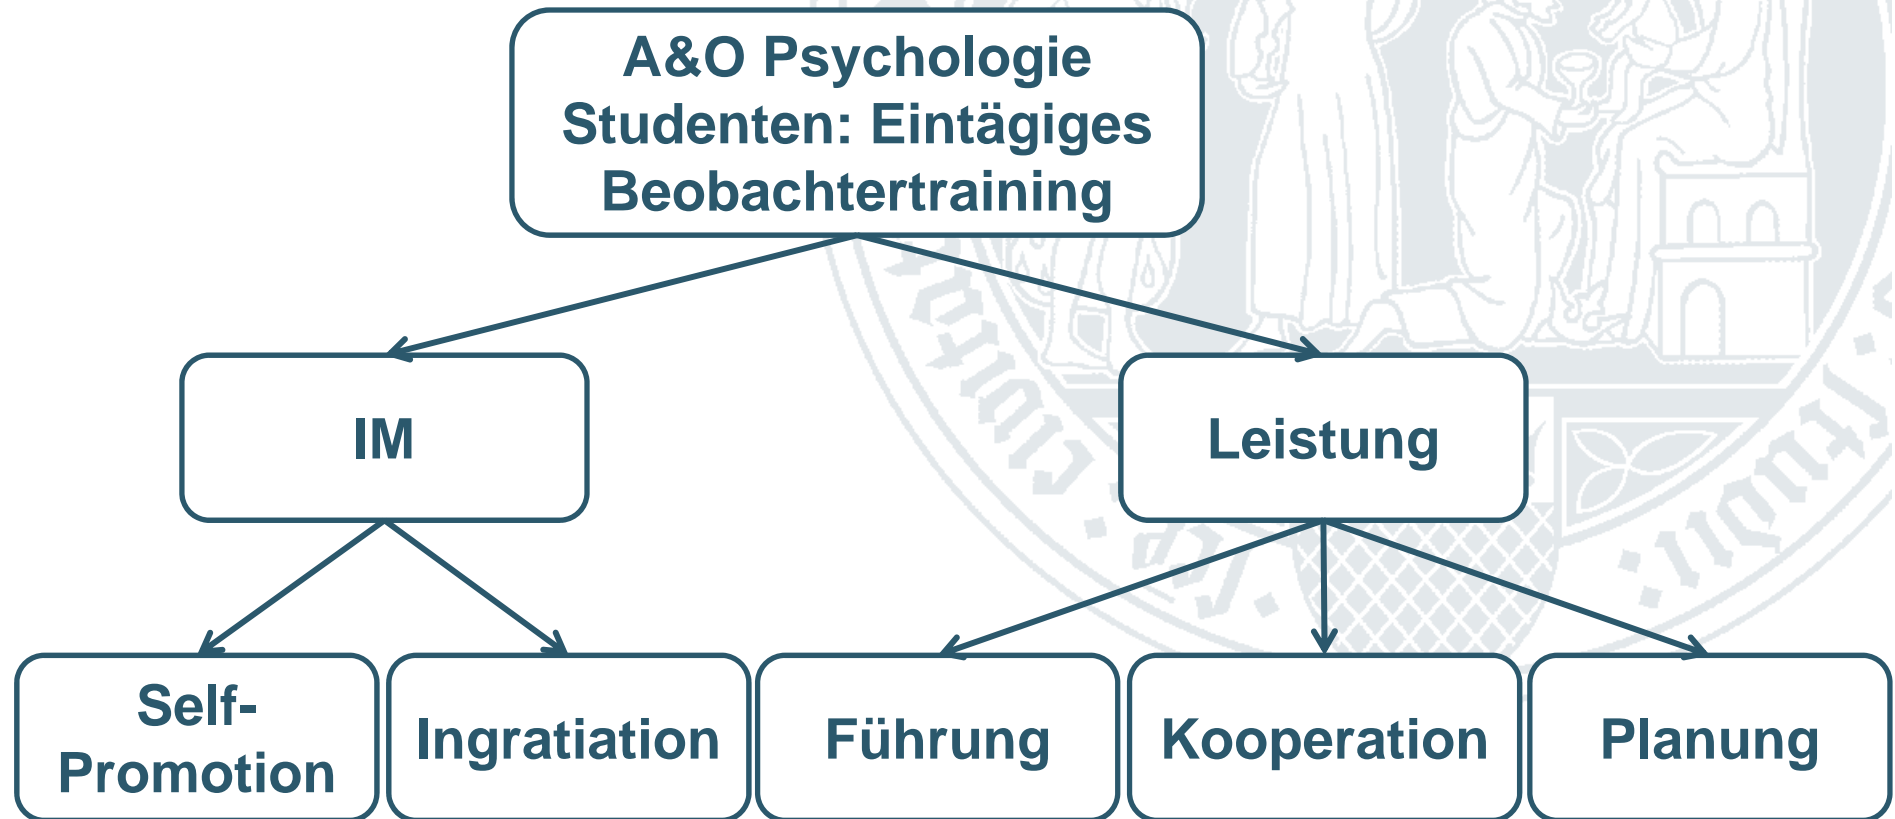 A&O Psychologie
Studenten: Eintägiges
Beobachtertraining
IM
Leistung
Self-
Promotion
Ingratiation
Führung
Kooperation
Planung